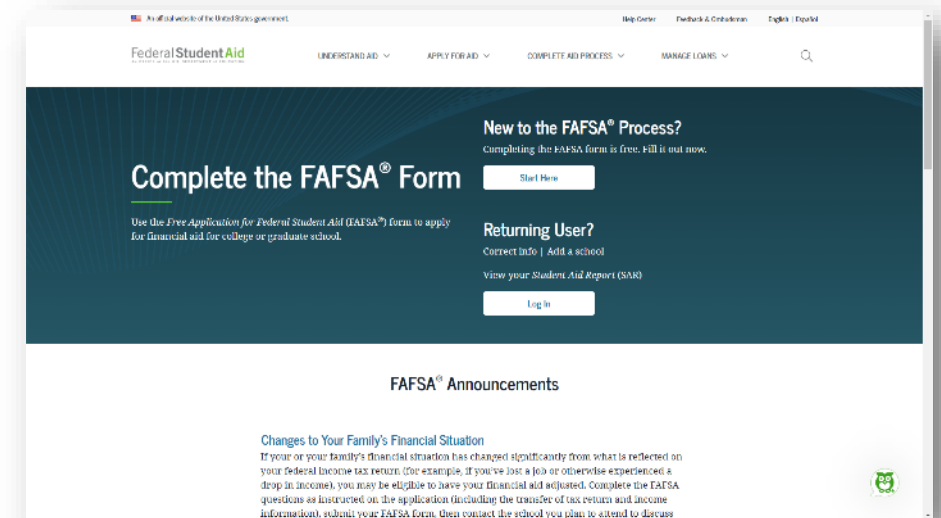 An official website of the United States government.
Help Center Feedback & Ombudsman English | Español
Federal Student Aid
UNDERSTAND AID APPLY FOR AID COMPLETE AID PROCESS MANAGE LOANS
Complete the FAFSA® Form
Use the Free Application for Federal Student Aid (FAFSA®) form to apply
for financial aid for college or graduate school.
New to the FAFSA® Process?
Completing the FAFSA form is free. Fill it out now.
Start Here
Returning User?
Correct info | Add a school
View your Student Aid Report (SAR)
Log In
FAFSA® Announcements
Changes to Your Family's Financial Situation
If your or your family's financial situation has changed significantly from what is reflected on
your federal income tax return (for example, if you've lost a job or otherwise experienced a
drop in income), you may be eligible to have your financial aid adjusted. Complete the FAFSA
questions as instructed on the application (including the transfer of tax return and income
information), submit your FAFSA form, then contact the school you plan to attend to discuss